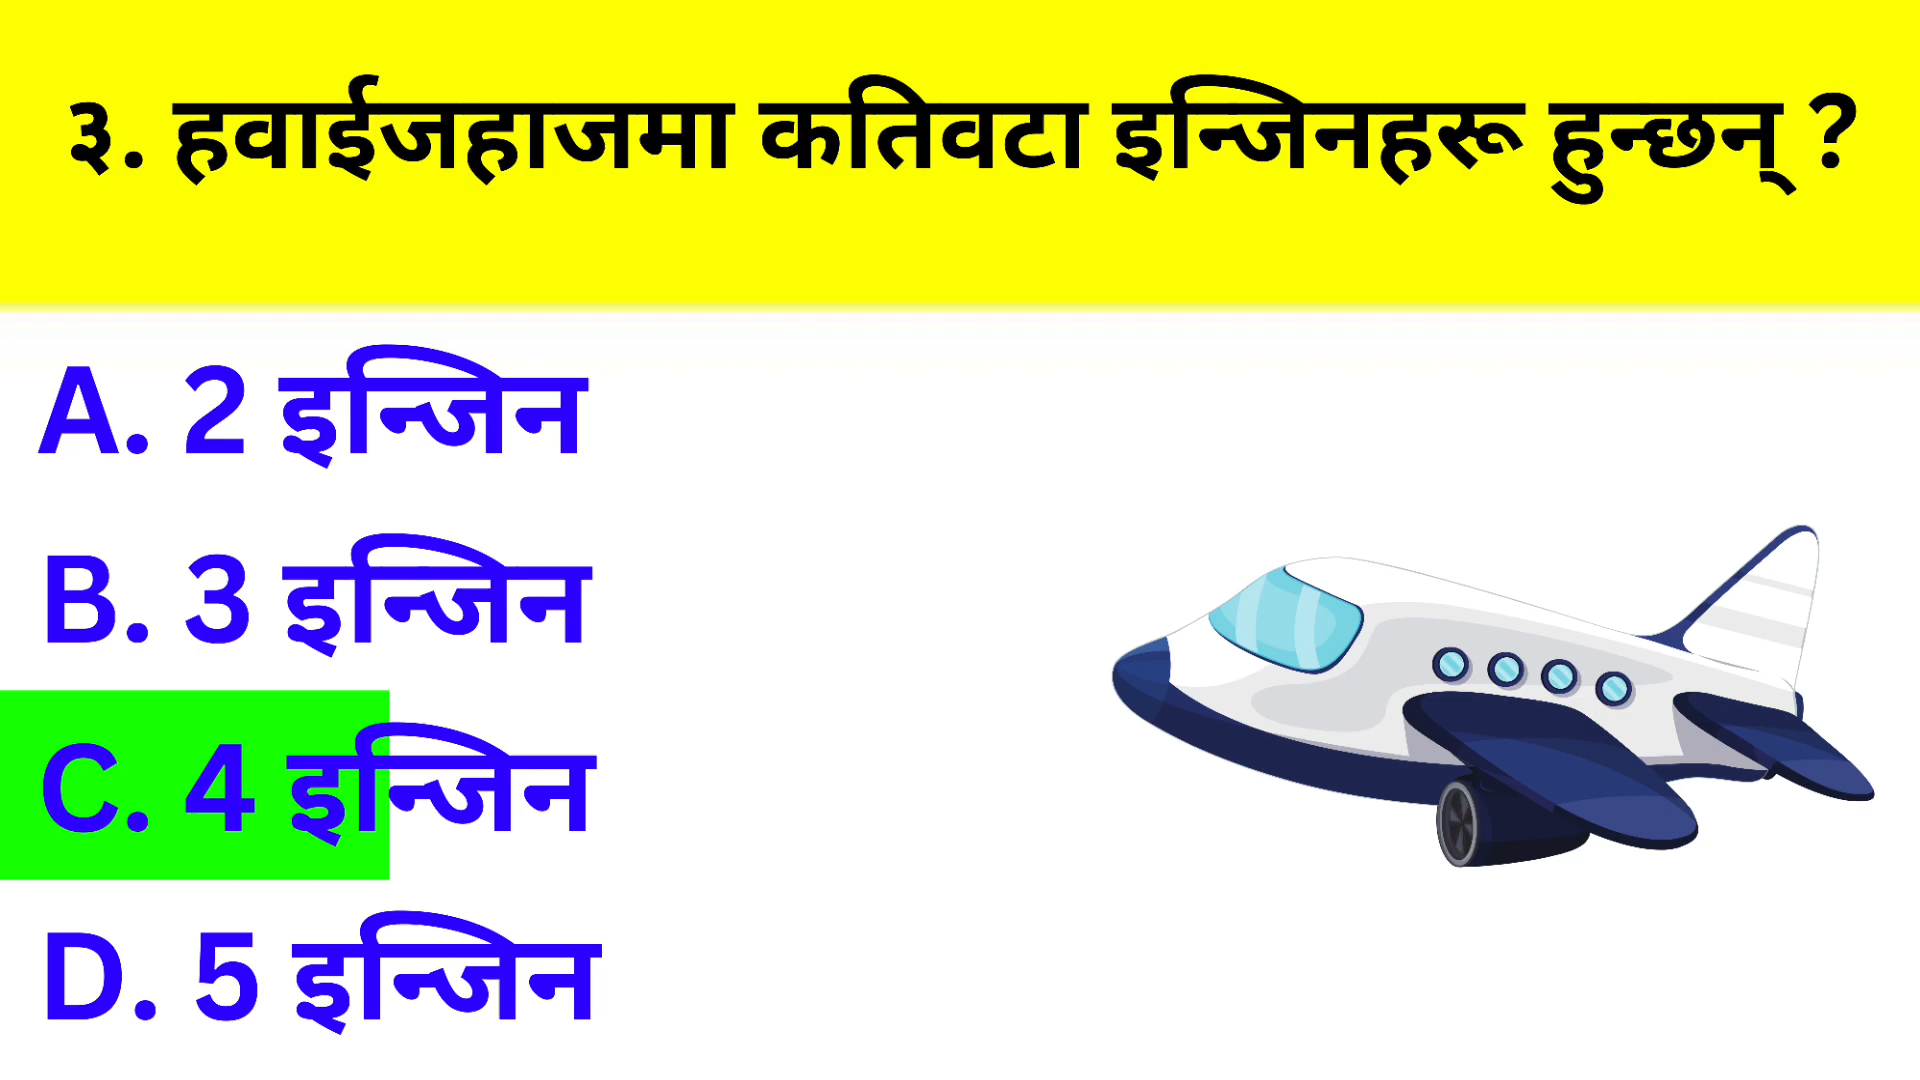 ३. हवाईजहाजमा कतिवटा इन्जिनहरू हुन्छन् ?
A. 2 इन्जिन
B. 3 इन्जिन
C. 4 इन्जिन
D. 5 इन्जिन